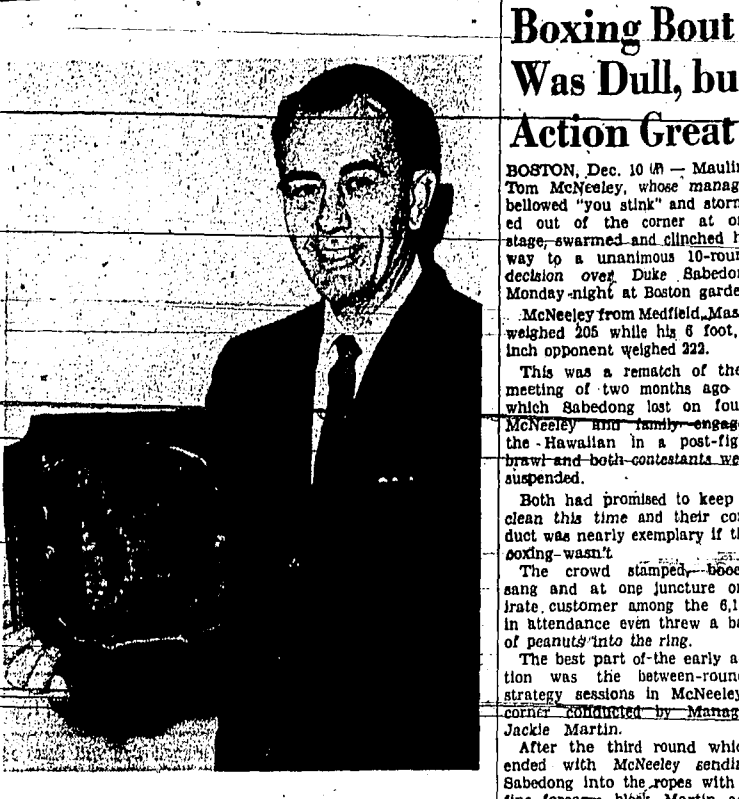 Boxing Bout
Was Dull, bu
Action Great
BOSTON, Dec. 10 (P) — Maulin
Tom McNeeley, whose manag
bellowed "you stink" and storm
ed out of the corner at o
stage, swarmed and clinched h
way to a unanimous 10-roun
decision over Duke Sabedo
Monday night at Boston garde
McNeeley from Medfield, Mas
weighed 205 while his 6 foot,
inch opponent weighed 222.
This was a rematch of the
meeting of two months ago
which Sabedong lost on fou
McNeeley and family engage
the Hawaiian in a post-fig
brawl and both contestants we
suspended.
Both had promised to keep
clean this time and their co
duct was nearly exemplary if th
boxing wasn't
The crowd stamped, booe
sang and at one juncture o
irate customer among the 6,1
in attendance even threw a ba
of peanuts into the ring.
The best part of the early a
tion was the between-roun
strategy sessions in McNeeley
corner conducted by Manag
Jackie Martin.
After the third round whic
ended with McNeeley sendin
Sabedong into the ropes with